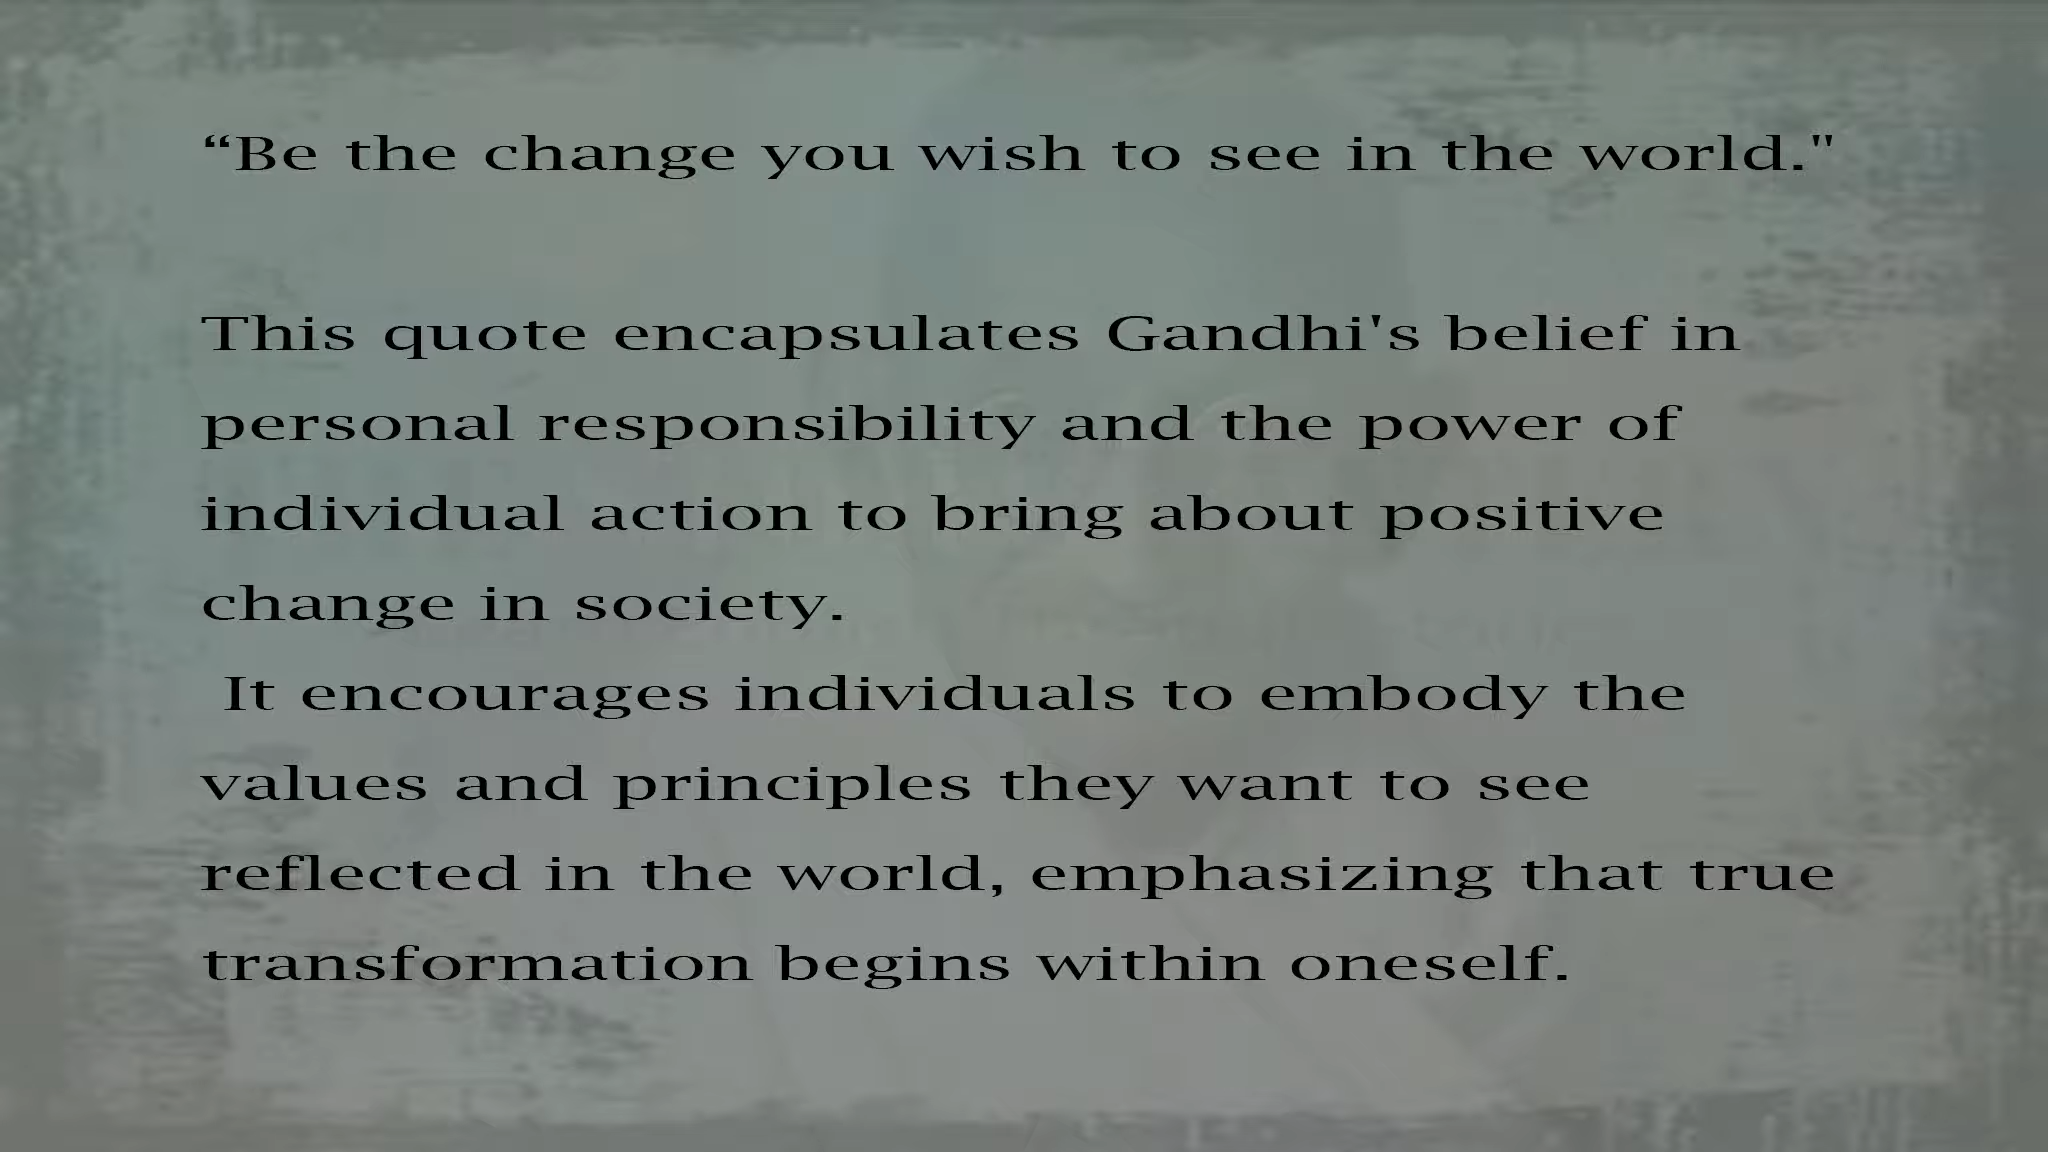 “Be the change you wish to see in the world."
This quote encapsulates Gandhi's belief in
personal responsibility and the power of
individual action to bring about positive
change in society.
It encourages individuals to embody the
values and principles they want to see
reflected in the world, emphasizing that true
transformation begins within oneself.